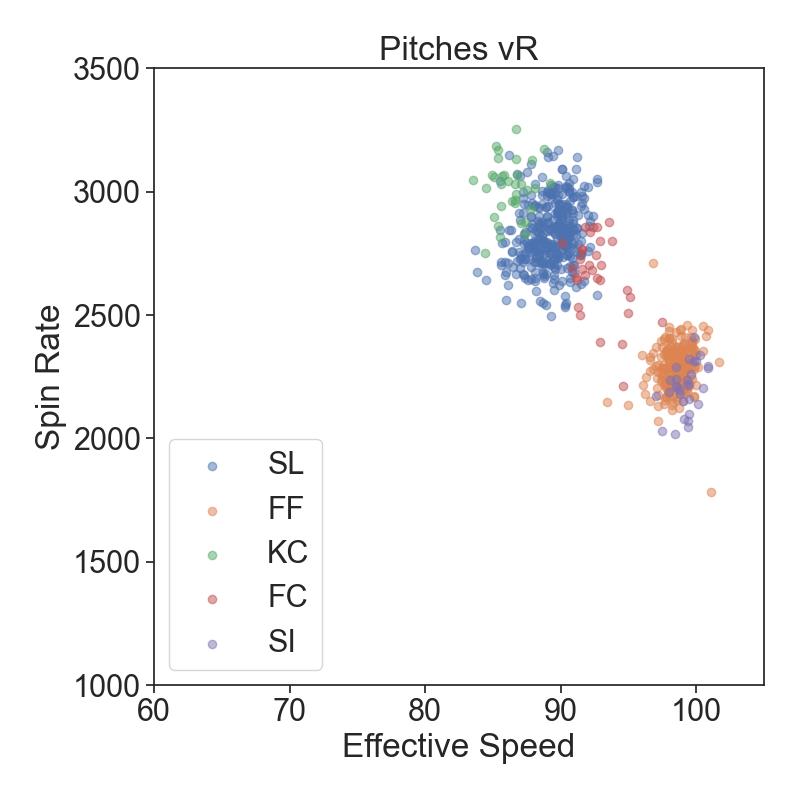 Pitches vR
3500
3000
2500
2000
1500
1000
Spin Rate
SL
FF
KC
FC
SI
60 70 80 90 100
Effective Speed